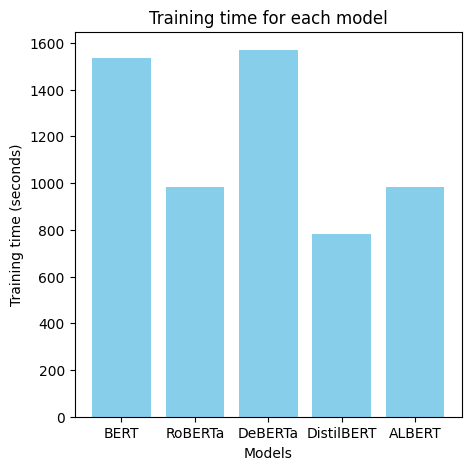 Training time for each model
Training time (seconds)
1600
1400
1200
1000
800
600
400
200
0
BERT RoBERTa DeBERTa DistilBERT ALBERT
Models